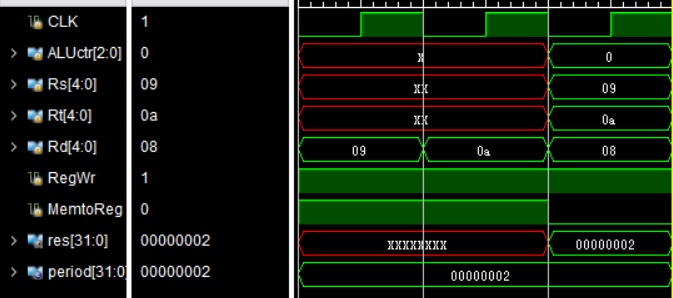 CLK 1
ALUctr[2:0] 0 X 0
Rs[4:0] 09 XX 09
Rt[4:0] 0a XX 0a
Rd[4:0] 08 09 0a 08
RegWr 1
MemtoReg 0
res[31:0] 00000002 XXXXXXXX 00000002
period[31:0] 00000002 00000002